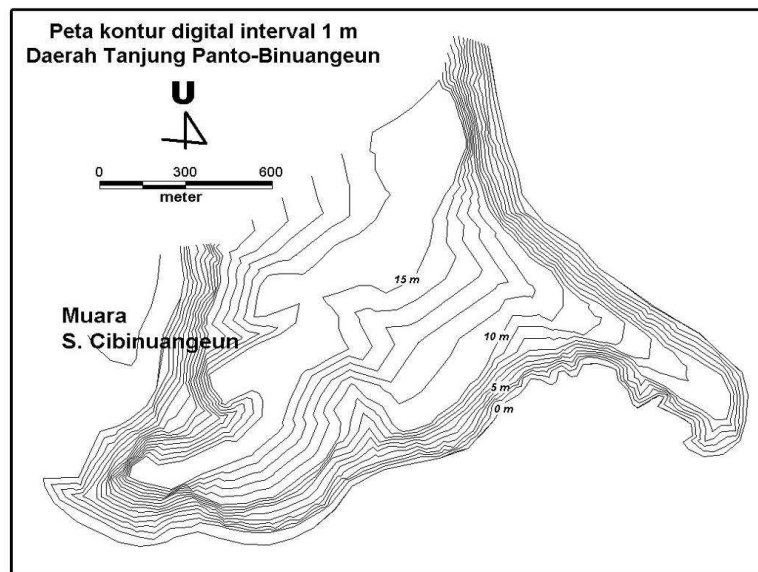 Peta kontur digital interval 1 m
Daerah Tanjung Panto-Binuangeun
U
0 300 600
meter
15 m
Muara
S. Cibinuangeun
10 m
5 m
0 m